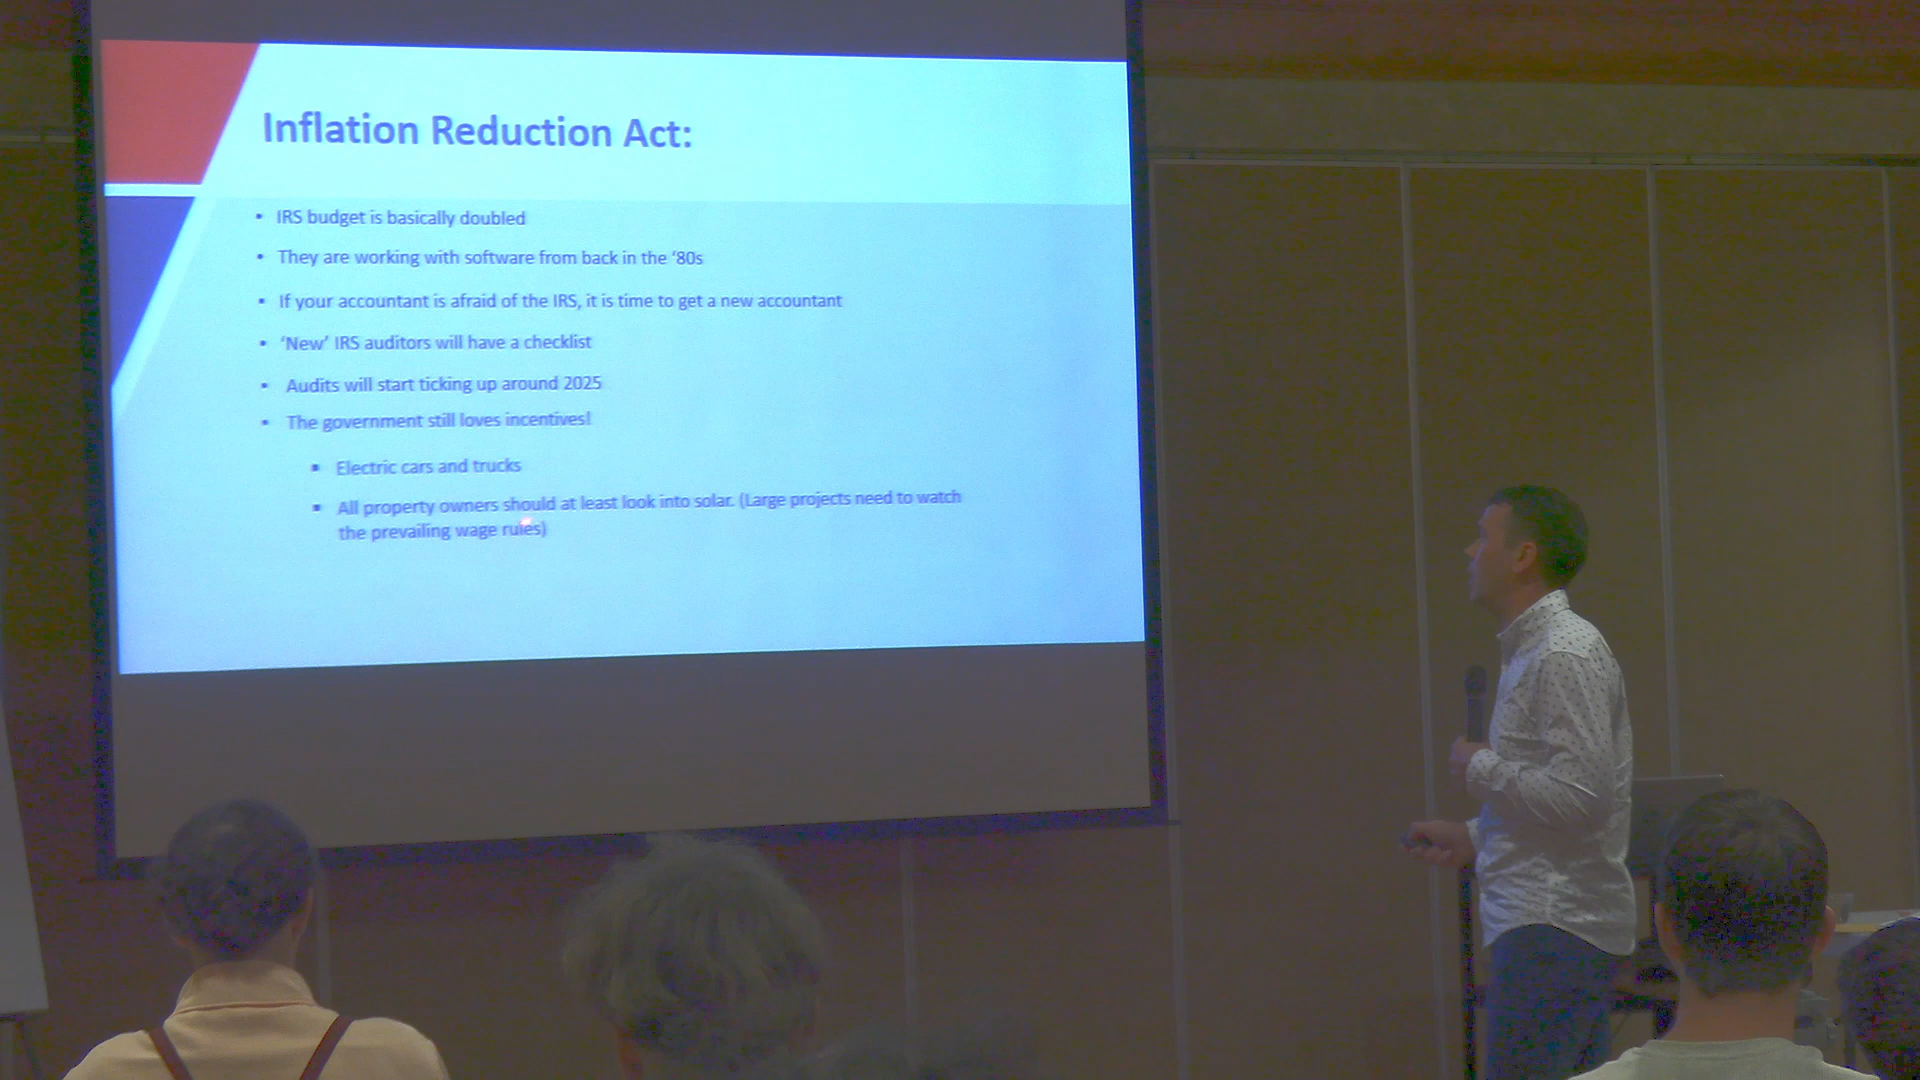 Inflation Reduction Act:
▪ IRS budget is basically doubled
▪ They are working with software from back in the ‘80s
▪ If your accountant is afraid of the IRS, it is time to get a new accountant
▪ ‘New’ IRS auditors will have a checklist
▪ Audits will start ticking up around 2025
▪ The government still loves incentives!
▪ Electric cars and trucks
▪ All property owners should at least look into solar. (Large projects need to watch
the prevailing wage rules)